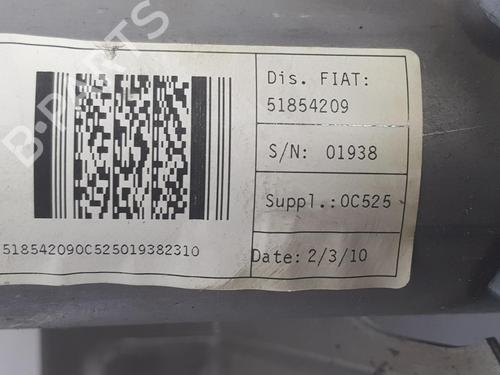 Dis. FIAT:
51854209
S/N: 01938
Suppl.:0C525
Date: 2/3/10
518542090C525019382310
B-PARTS